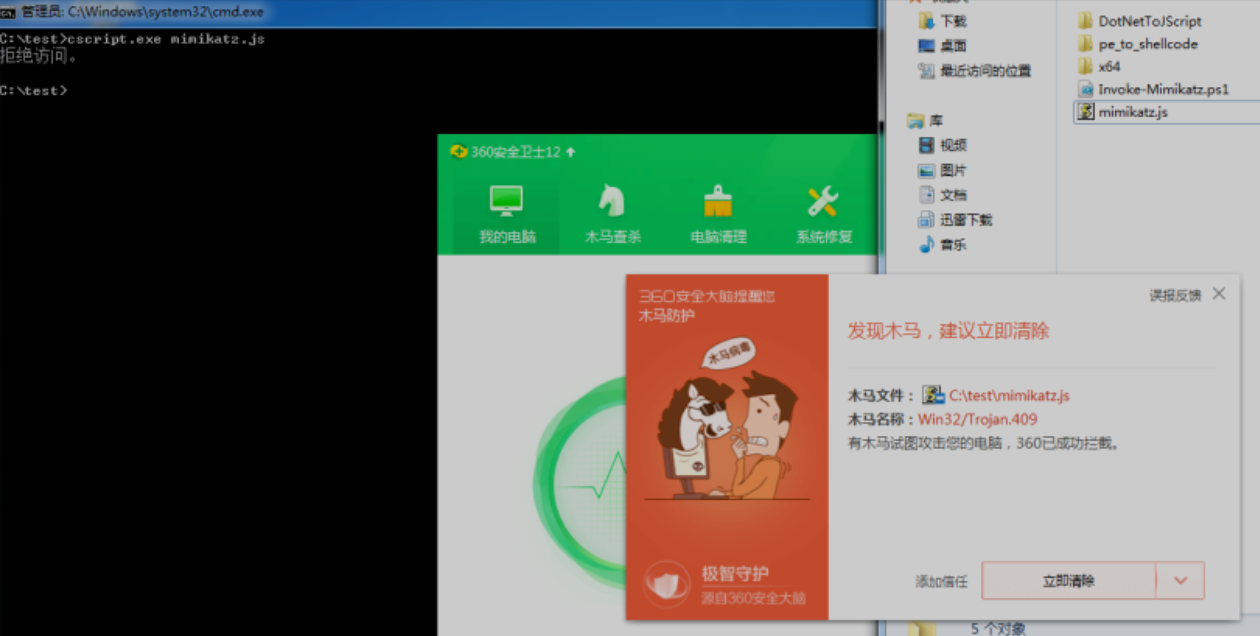 管理员: C:\Windows\system32\cmd.exe
C:\test>cscript.exe mimikatz.js
拒绝访问。
C:\test>
下载
桌面
最近访问的位置
库
视频
图片
文档
迅雷下载
音乐
DotNetToJScript
pe_to_shellcode
x64
Invoke-Mimikatz.ps1
mimikatz.js
360安全卫士12
我的电脑
木马查杀
电脑清理
系统修复
360安全大脑提醒您
木马防护
木马病毒
极智守护
源自360安全大脑
误报反馈
发现木马，建议立即清除
木马文件： C:\test\mimikatz.js
木马名称：Win32/Trojan.409
有木马试图攻击您的电脑，360已成功拦截。
添加信任
立即清除
5 个对象